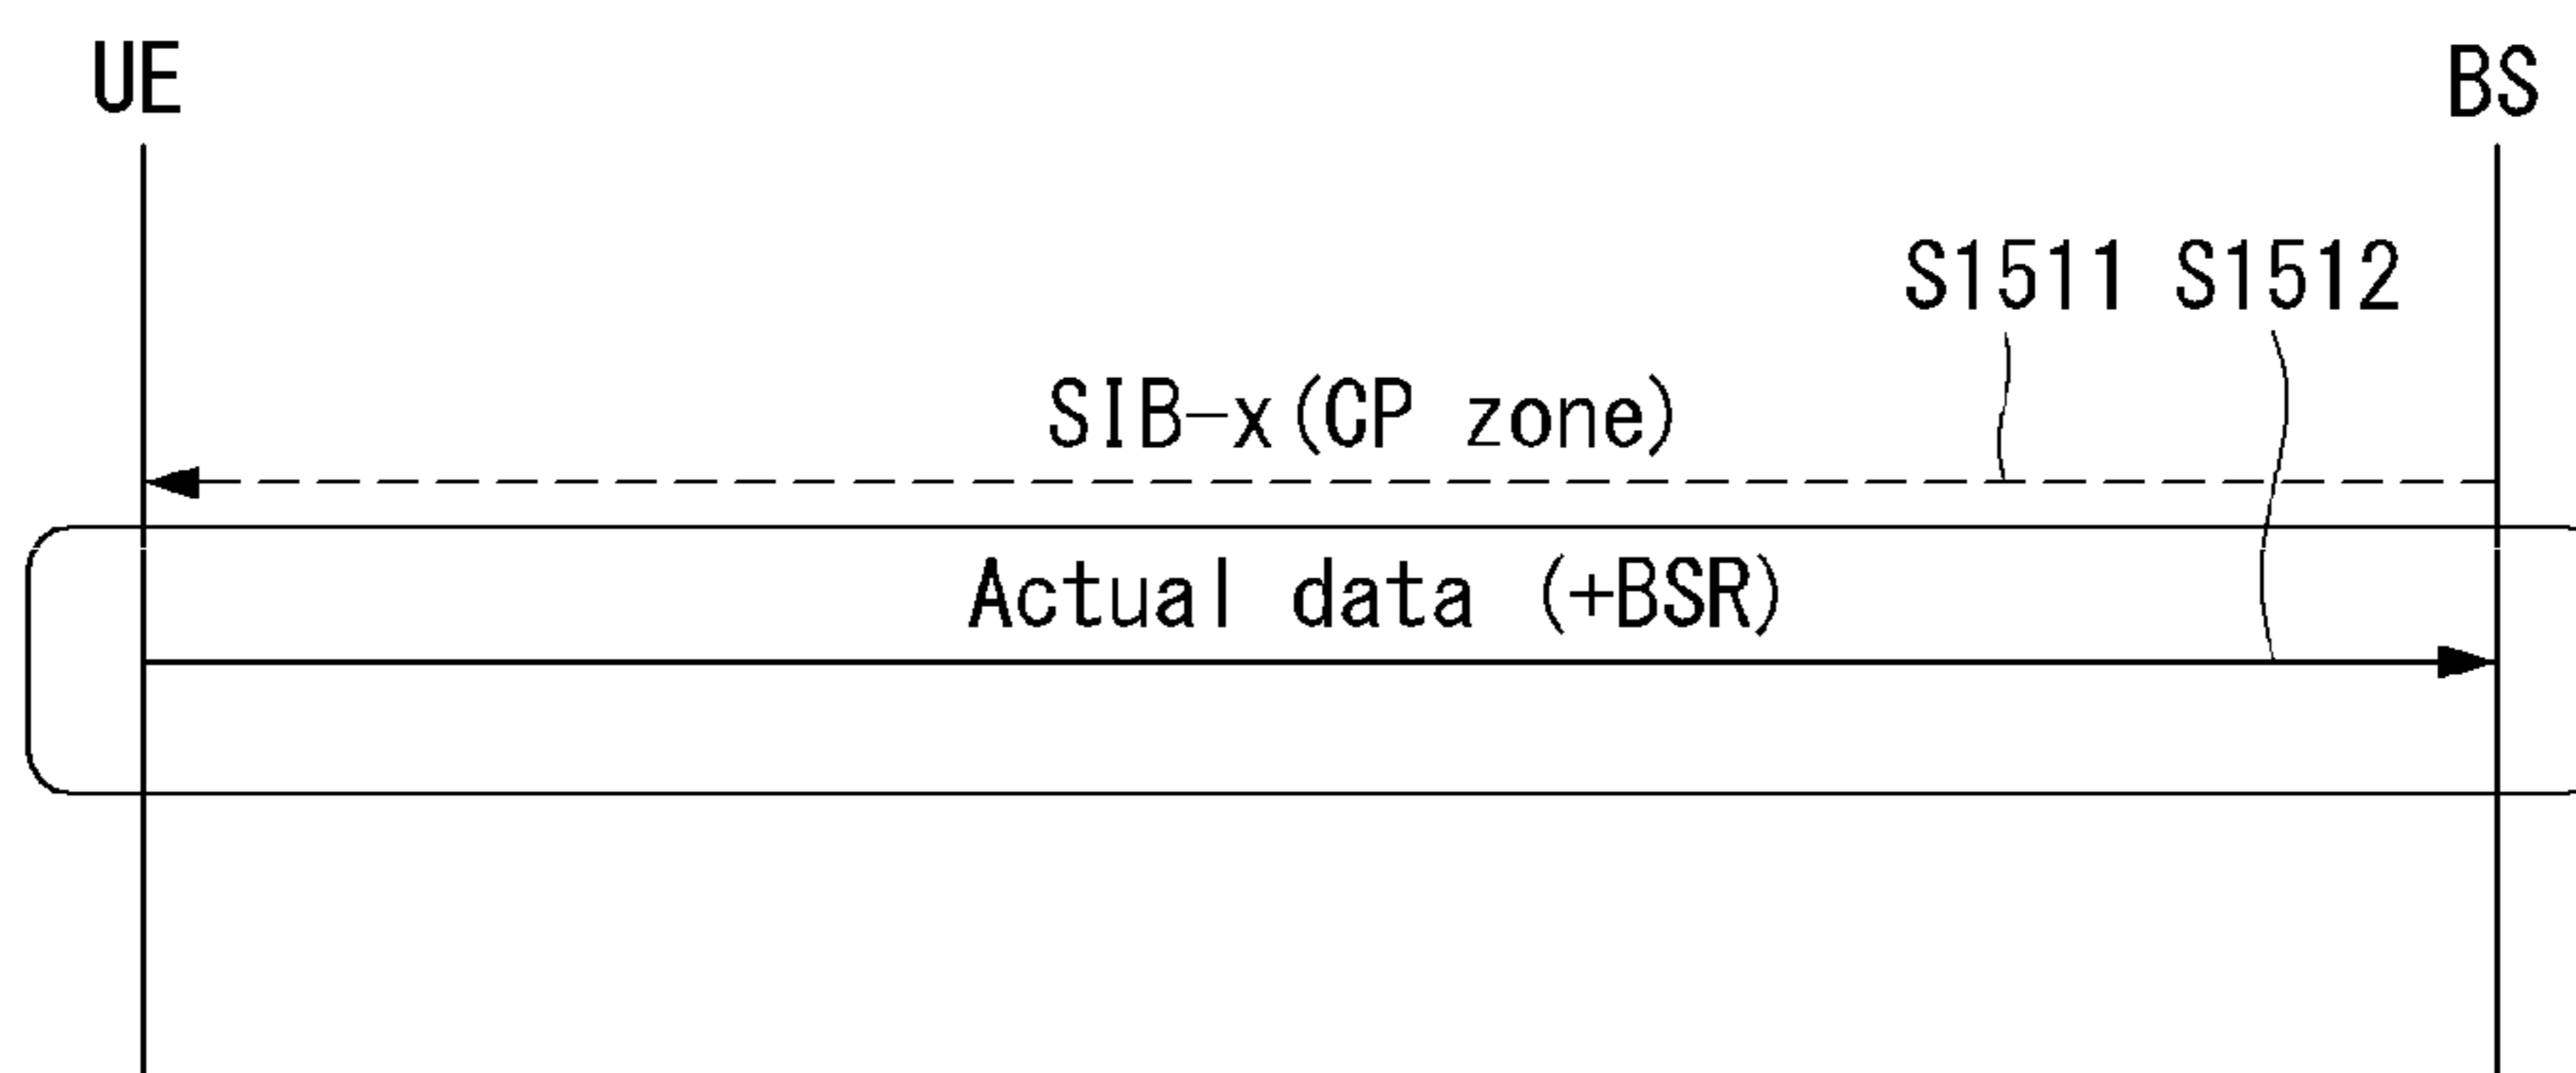 UE BS
S1511 S1512
SIB-x(CP zone)
Actual data (+BSR)